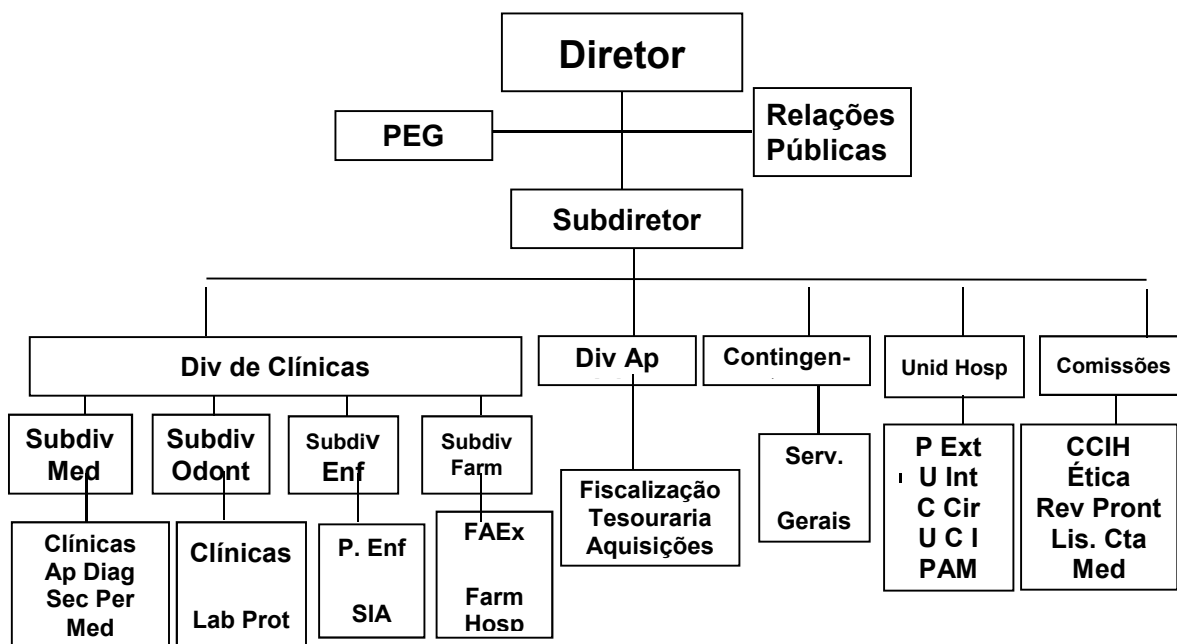 Diretor
PEG
Relações
Públicas
Subdiretor
Div de Clínicas
Div Ap
Contingen-
Unid Hosp
Comissões
Subdiv
Med
Subdiv
Odont
Subdiv
Enf
Subdiv
Farm
Clínicas
Ap Diag
Sec Per
Med
Clínicas
Lab Prot
P. Enf
SIA
FAEx
Farm
Hosp
Fiscalização
Tesouraria
Aquisições
Serv.
Gerais
P Ext
U Int
C Cir
U C I
PAM
CCIH
Ética
Rev Pront
Lis. Cta
Med